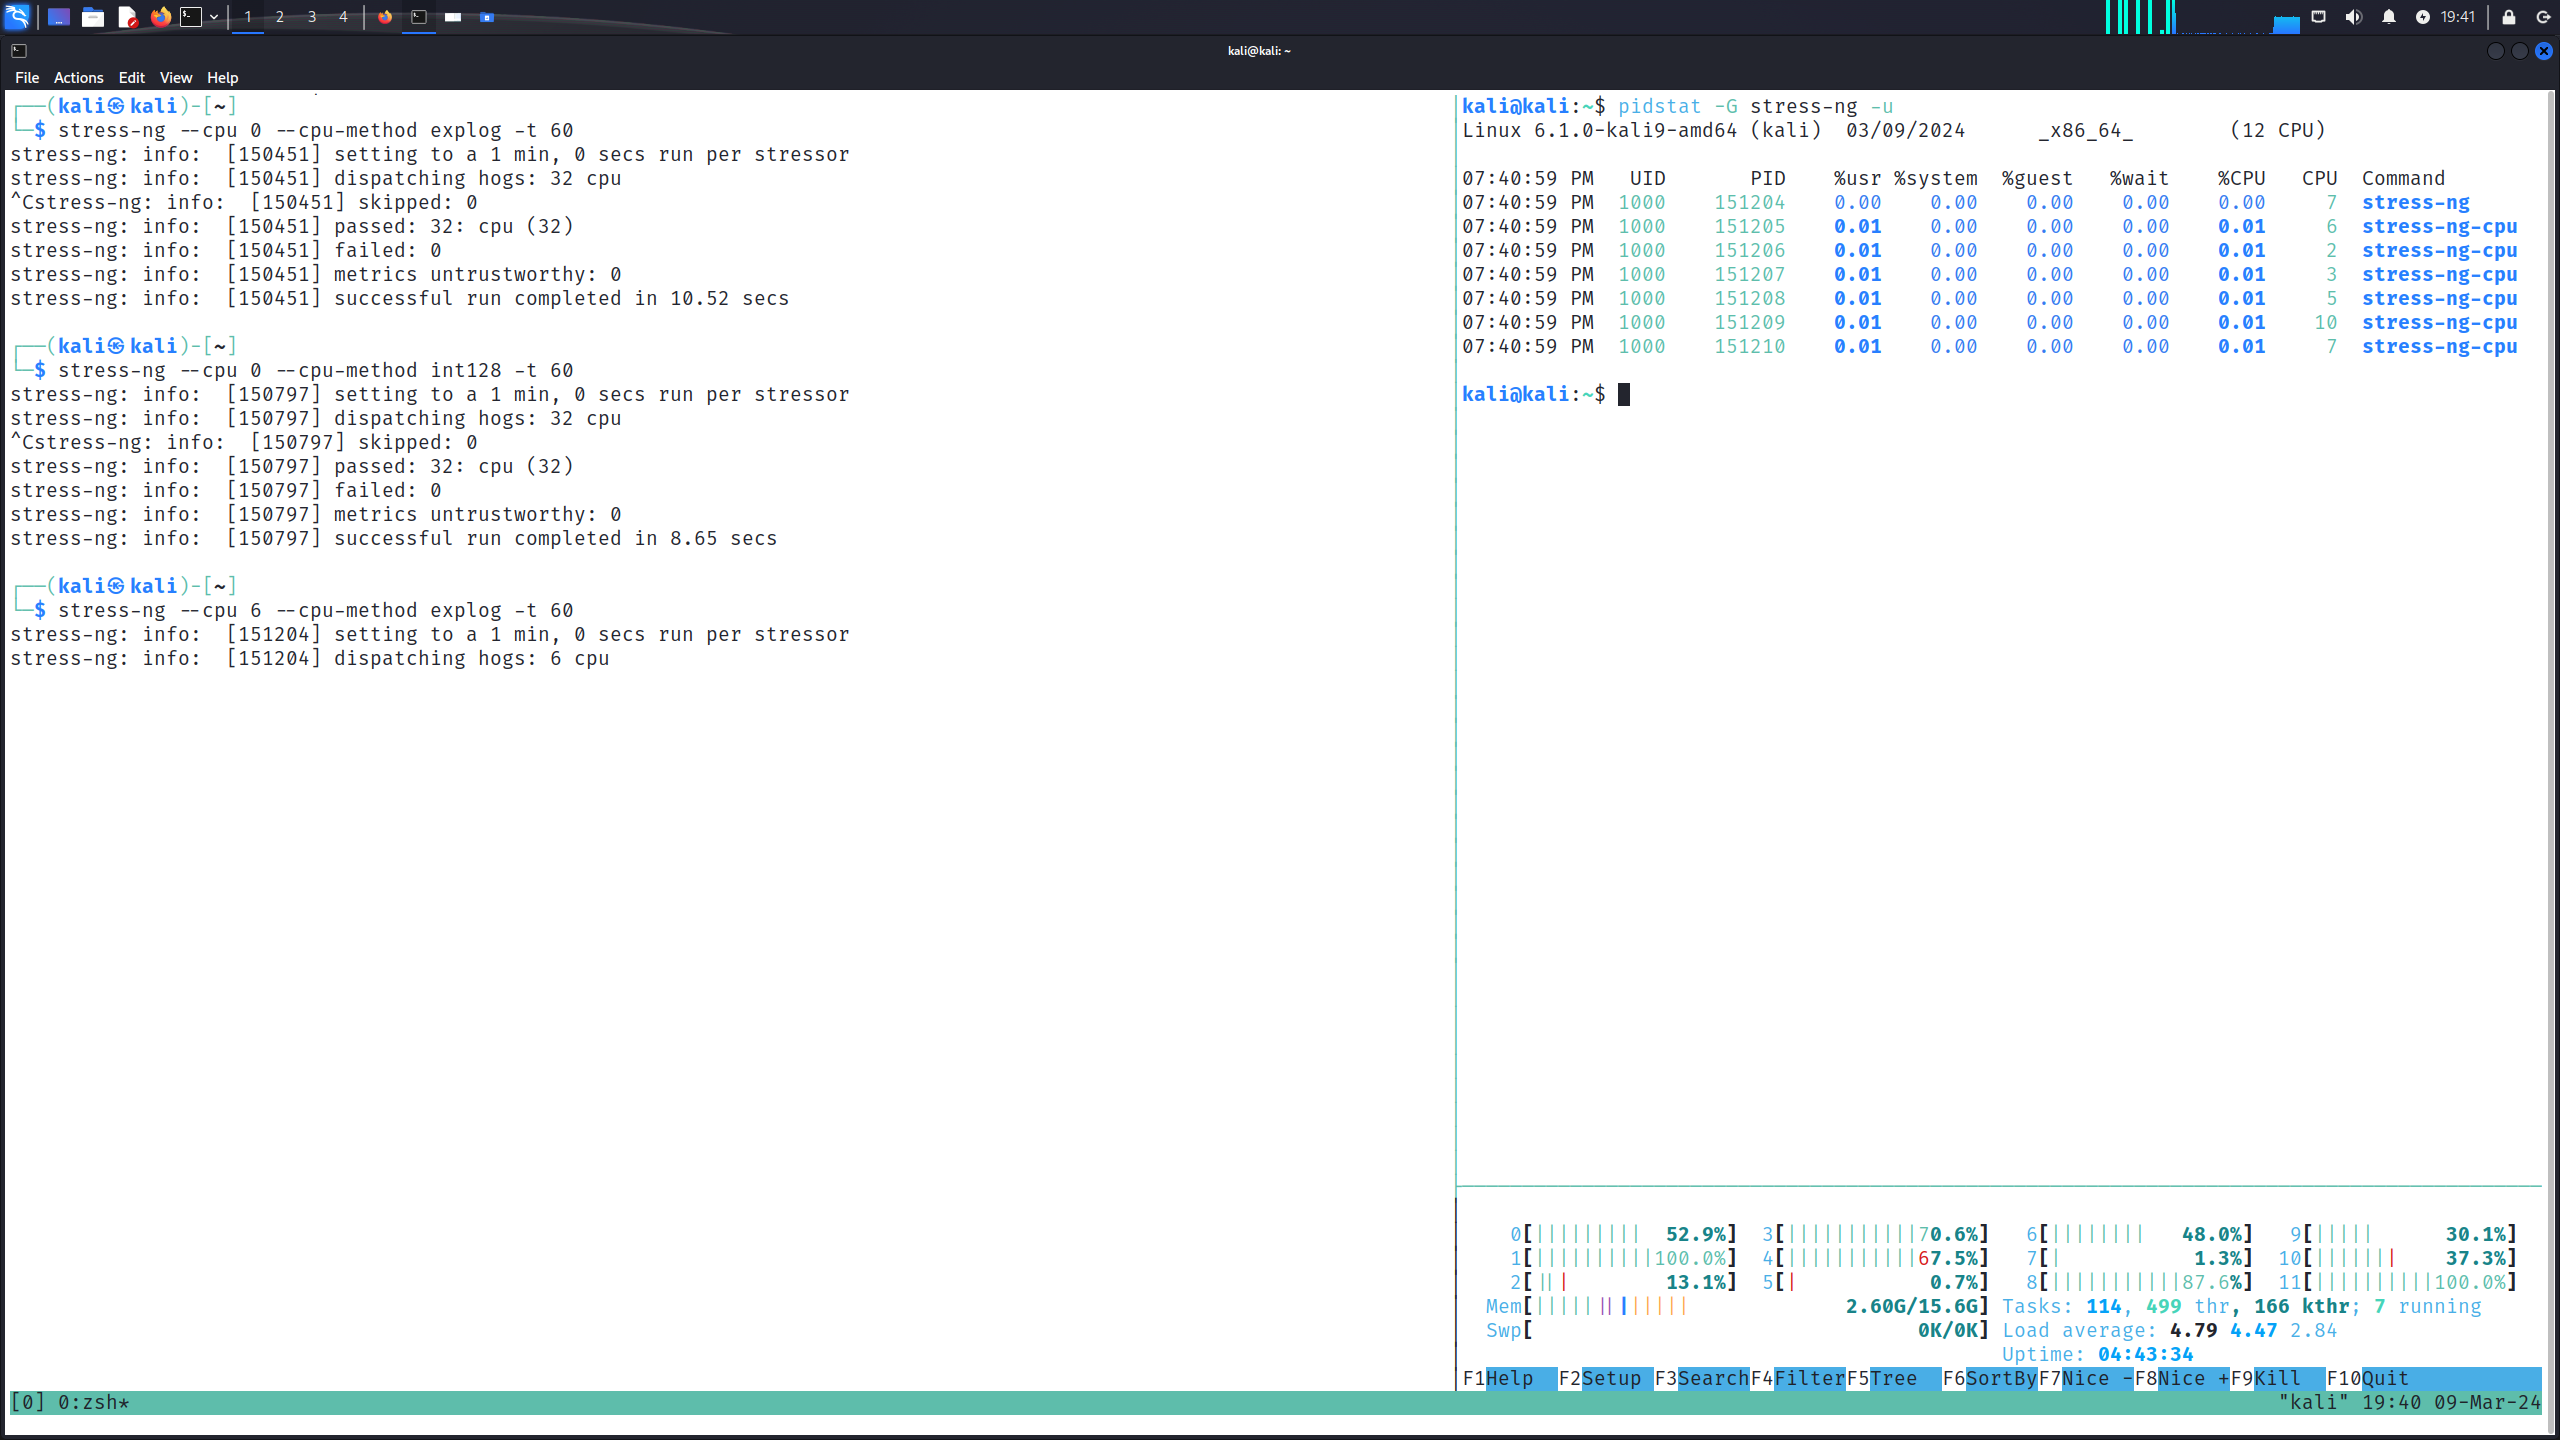 1 2 3 4
19:41
kali@kali: ~
File Actions Edit View Help
┌──(kali㉿kali)-[~]
└─$ stress-ng --cpu 0 --cpu-method explog -t 60
stress-ng: info:  [150451] setting to a 1 min, 0 secs run per stressor
stress-ng: info:  [150451] dispatching hogs: 32 cpu
^Cstress-ng: info:  [150451] skipped: 0
stress-ng: info:  [150451] passed: 32: cpu (32)
stress-ng: info:  [150451] failed: 0
stress-ng: info:  [150451] metrics untrustworthy: 0
stress-ng: info:  [150451] successful run completed in 10.52 secs
┌──(kali㉿kali)-[~]
└─$ stress-ng --cpu 0 --cpu-method int128 -t 60
stress-ng: info:  [150797] setting to a 1 min, 0 secs run per stressor
stress-ng: info:  [150797] dispatching hogs: 32 cpu
^Cstress-ng: info:  [150797] skipped: 0
stress-ng: info:  [150797] passed: 32: cpu (32)
stress-ng: info:  [150797] failed: 0
stress-ng: info:  [150797] metrics untrustworthy: 0
stress-ng: info:  [150797] successful run completed in 8.65 secs
┌──(kali㉿kali)-[~]
└─$ stress-ng --cpu 6 --cpu-method explog -t 60
stress-ng: info:  [151204] setting to a 1 min, 0 secs run per stressor
stress-ng: info:  [151204] dispatching hogs: 6 cpu
kali@kali:~$ pidstat -G stress-ng -u
Linux 6.1.0-kali9-amd64 (kali)  03/09/2024      _x86_64_        (12 CPU)
07:40:59 PM   UID       PID    %usr %system  %guest   %wait    %CPU   CPU  Command
07:40:59 PM  1000    151204    0.00    0.00    0.00    0.00    0.00     7  stress-ng
07:40:59 PM  1000    151205    0.01    0.00    0.00    0.00    0.01     6  stress-ng-cpu
07:40:59 PM  1000    151206    0.01    0.00    0.00    0.00    0.01     2  stress-ng-cpu
07:40:59 PM  1000    151207    0.01    0.00    0.00    0.00    0.01     3  stress-ng-cpu
07:40:59 PM  1000    151208    0.01    0.00    0.00    0.00    0.01     5  stress-ng-cpu
07:40:59 PM  1000    151209    0.01    0.00    0.00    0.00    0.01    10  stress-ng-cpu
07:40:59 PM  1000    151210    0.01    0.00    0.00    0.00    0.01     7  stress-ng-cpu
kali@kali:~$
0[|||||||||  52.9%]  3[|||||||||||70.6%]  6[||||||||   48.0%]  9[|||||      30.1%]
1[||||||||||100.0%]  4[|||||||||||67.5%]  7[|           1.3%] 10[|||||||    37.3%]
2[|||        13.1%]  5[|           0.7%]  8[|||||||||||87.6%] 11[||||||||||100.0%]
Mem[|||||||||||||             2.60G/15.6G] Tasks: 114, 499 thr, 166 kthr; 7 running
Swp[                                0K/0K] Load average: 4.79 4.47 2.84
Uptime: 04:43:34
F1Help  F2Setup F3SearchF4FilterF5Tree  F6SortByF7Nice -F8Nice +F9Kill  F10Quit
[0] 0:zsh* "kali" 19:40 09-Mar-24